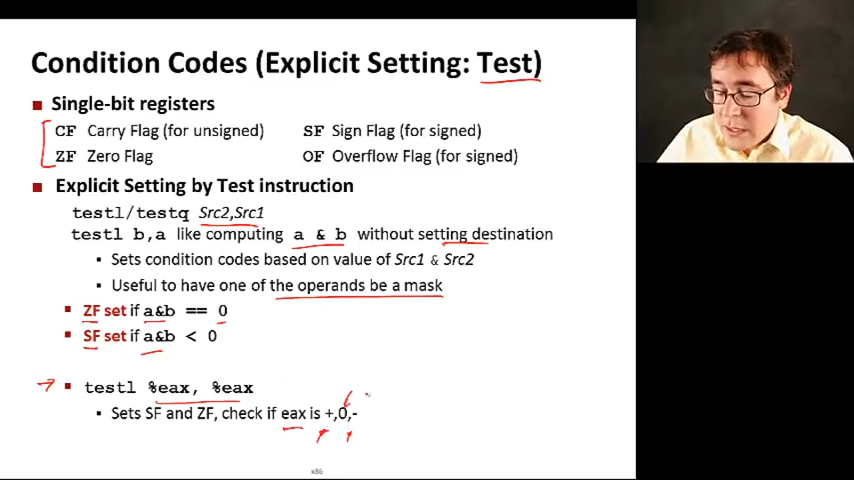 Condition Codes (Explicit Setting: Test)
Single-bit registers
CF Carry Flag (for unsigned) SF Sign Flag (for signed)
ZF Zero Flag OF Overflow Flag (for signed)
Explicit Setting by Test instruction
testl/testq Src2,Src1
testl b,a like computing a & b without setting destination
Sets condition codes based on value of Src1 & Src2
Useful to have one of the operands be a mask
ZF set if a&b == 0
SF set if a&b < 0
testl %eax, %eax
Sets SF and ZF, check if eax is +,0,-
x86